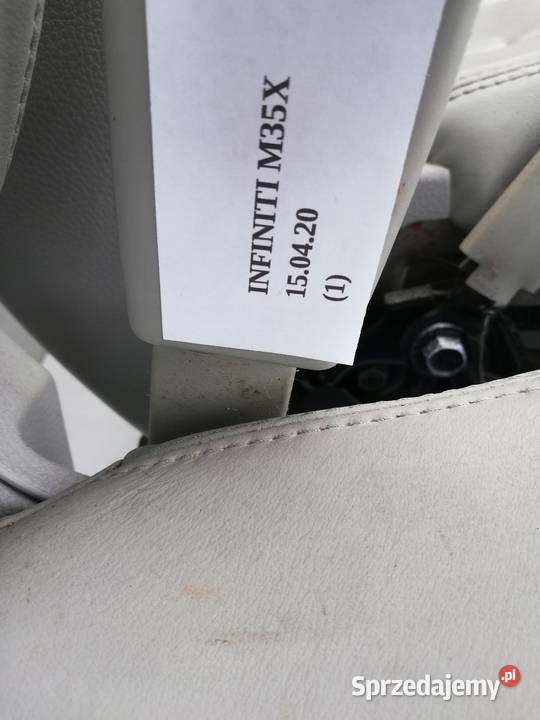 INFINITI M35X
15.04.20
(1)
Sprzedajemy.pl